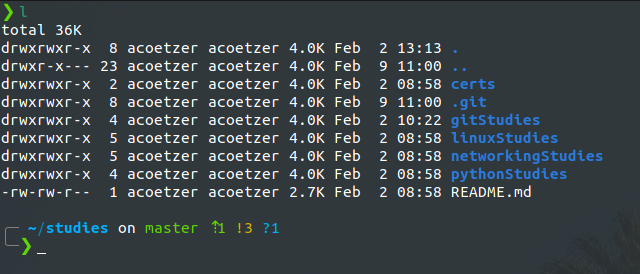 ❯ l
total 36K
drwxrwxr-x  8 acoetzer acoetzer 4.0K Feb  2 13:13 .
drwxr-x--- 23 acoetzer acoetzer 4.0K Feb  9 11:00 ..
drwxrwxr-x  2 acoetzer acoetzer 4.0K Feb  2 08:58 certs
drwxrwxr-x  8 acoetzer acoetzer 4.0K Feb  9 11:00 .git
drwxrwxr-x  4 acoetzer acoetzer 4.0K Feb  2 10:22 gitStudies
drwxrwxr-x  5 acoetzer acoetzer 4.0K Feb  2 08:58 linuxStudies
drwxrwxr-x  5 acoetzer acoetzer 4.0K Feb  2 08:58 networkingStudies
drwxrwxr-x  4 acoetzer acoetzer 4.0K Feb  2 08:58 pythonStudies
-rw-rw-r--  1 acoetzer acoetzer 2.7K Feb  2 08:58 README.md
~/studies on master ⇡1 !3 ?1
❯ _